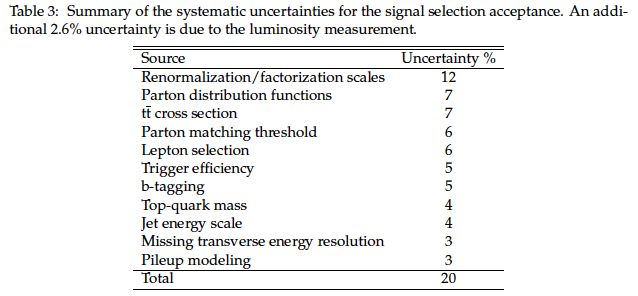 Table 3: Summary of the systematic uncertainties for the signal selection acceptance. An addi-
tional 2.6% uncertainty is due to the luminosity measurement.
Source Uncertainty %
Renormalization/factorization scales 12
Parton distribution functions 7
tt̄ cross section 7
Parton matching threshold 6
Lepton selection 6
Trigger efficiency 5
b-tagging 5
Top-quark mass 4
Jet energy scale 4
Missing transverse energy resolution 3
Pileup modeling 3
Total 20